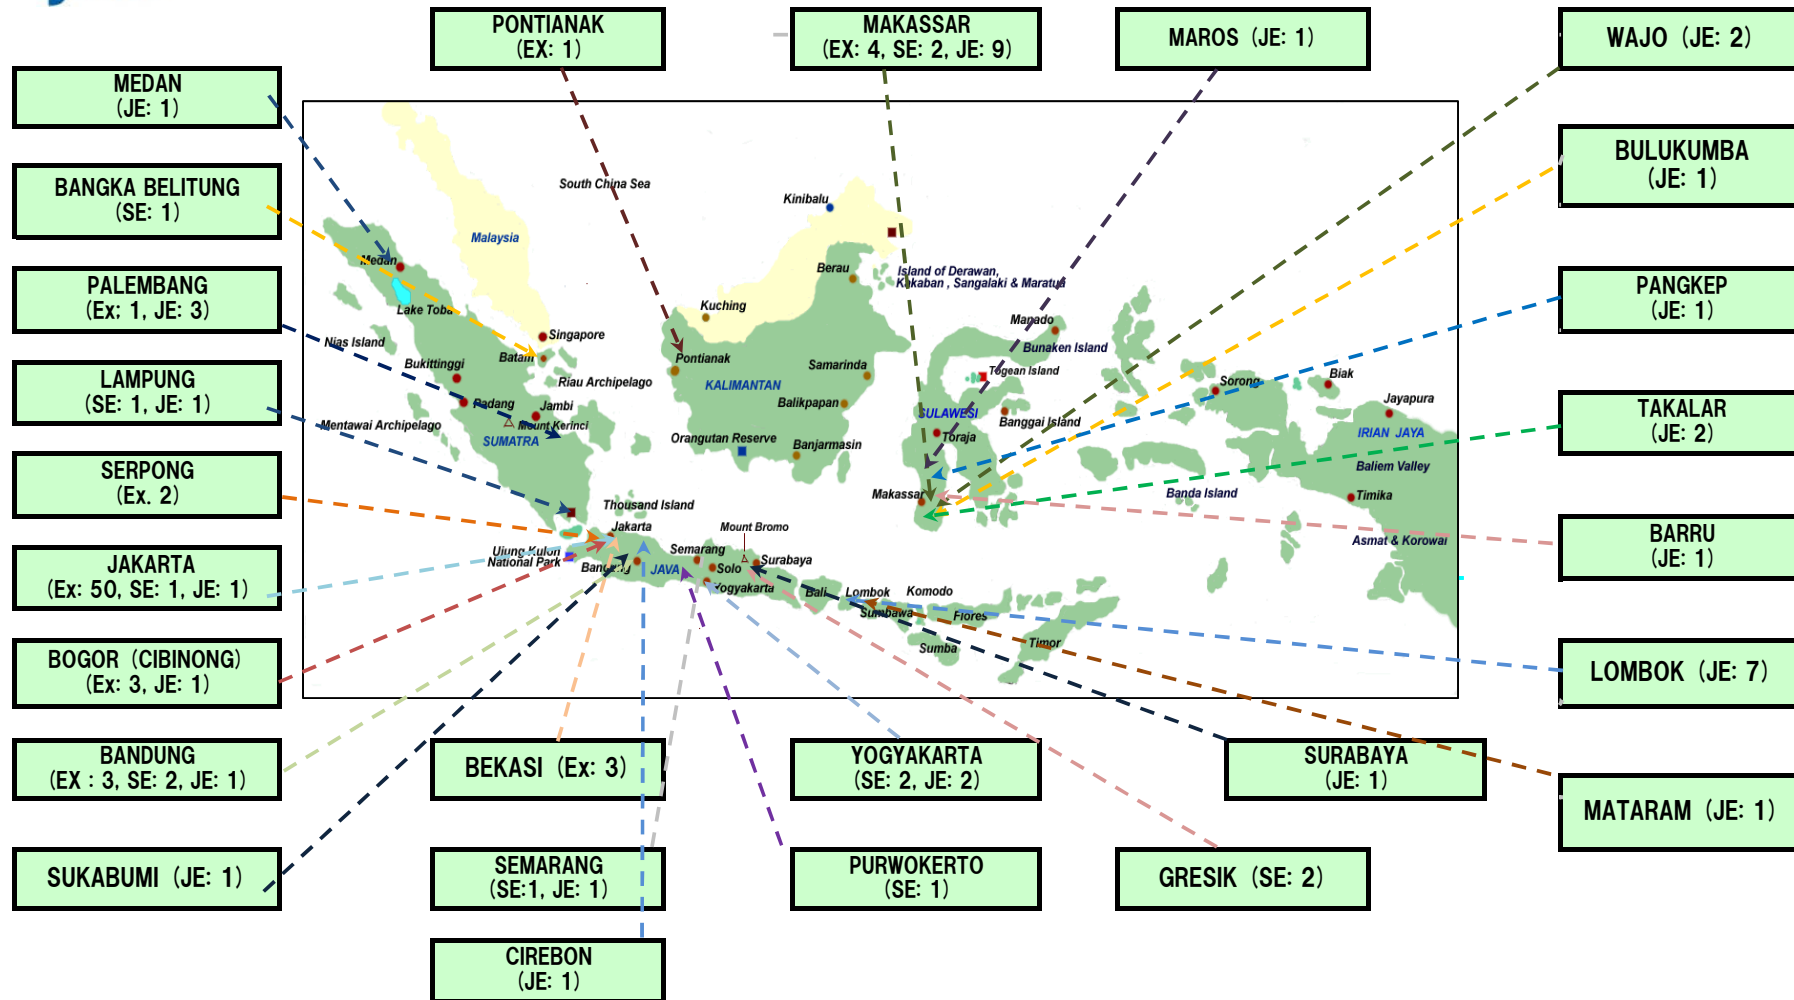 PONTIANAK
(EX: 1)
MAKASSAR
(EX: 4, SE: 2, JE: 9)
MAROS (JE: 1)
WAJO (JE: 2)
MEDAN
(JE: 1)
BANGKA BELITUNG
(SE: 1)
PALEMBANG
(Ex: 1, JE: 3)
LAMPUNG
(SE: 1, JE: 1)
SERPONG
(Ex. 2)
JAKARTA
(Ex: 50, SE: 1, JE: 1)
BOGOR (CIBINONG)
(Ex: 3, JE: 1)
BANDUNG
(EX : 3, SE: 2, JE: 1)
SUKABUMI (JE: 1)
BULUKUMBA
(JE: 1)
PANGKEP
(JE: 1)
TAKALAR
(JE: 2)
BARRU
(JE: 1)
LOMBOK (JE: 7)
MATARAM (JE: 1)
BEKASI (Ex: 3)
YOGYAKARTA
(SE: 2, JE: 2)
SURABAYA
(JE: 1)
SEMARANG
(SE:1, JE: 1)
PURWOKERTO
(SE: 1)
GRESIK (SE: 2)
CIREBON
(JE: 1)
South China Sea
Kinibalu
Malaysia
Medan
Lake Toba
Berau
Island of Derawan,
Kakaban , Sangalaki & Maratua
Kuching
Singapore
Nias Island
Batam
Bukittinggi
Riau Archipelago
Pontianak
KALIMANTAN
Samarinda
Manado
Bunaken Island
Togean Island
Sorong
Biak
Padang
Jambi
Mount Kerinci
Mentawai Archipelago
SUMATRA
Balikpapan
SULAWESI
Banggai Island
Jayapura
Orangutan Reserve
Banjarmasin
Toraja
IRIAN JAYA
Baliem Valley
Thousand Island
Makassar
Banda Island
Timika
Jakarta
Mount Bromo
Asmat & Korowai
Ujung Kulon
National Park
Bandung
JAVA
Semarang
Solo
Surabaya
Yogyakarta
Bali
Lombok
Komodo
Sumbawa
Flores
Sumba
Timor